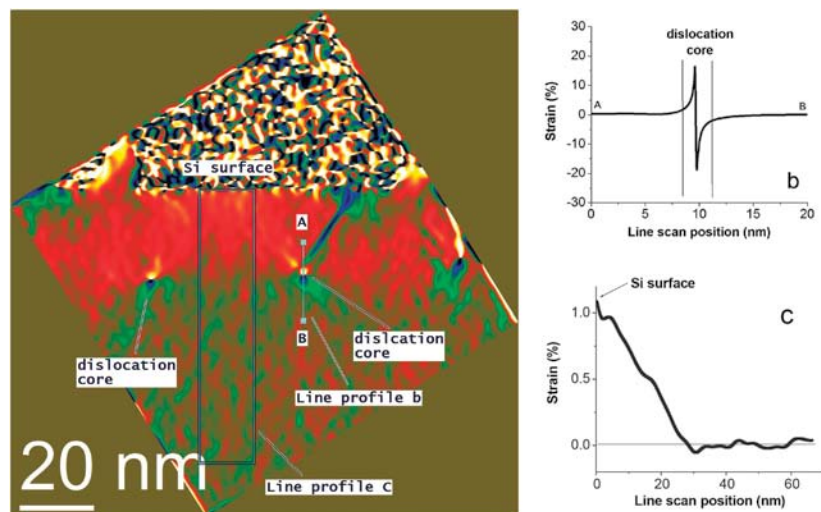 Si surface
A
B
dislocation
core
dislcation
core
Line profile b
Line profile C
20 nm
30
20
10
0
-10
-20
-30
Strain (%)
dislocation
core
A
B
b
0
5
10
15
20
Line scan position (nm)
Si surface
c
1.0
0.5
0.0
Strain (%)
0
20
40
60
Line scan position (nm)